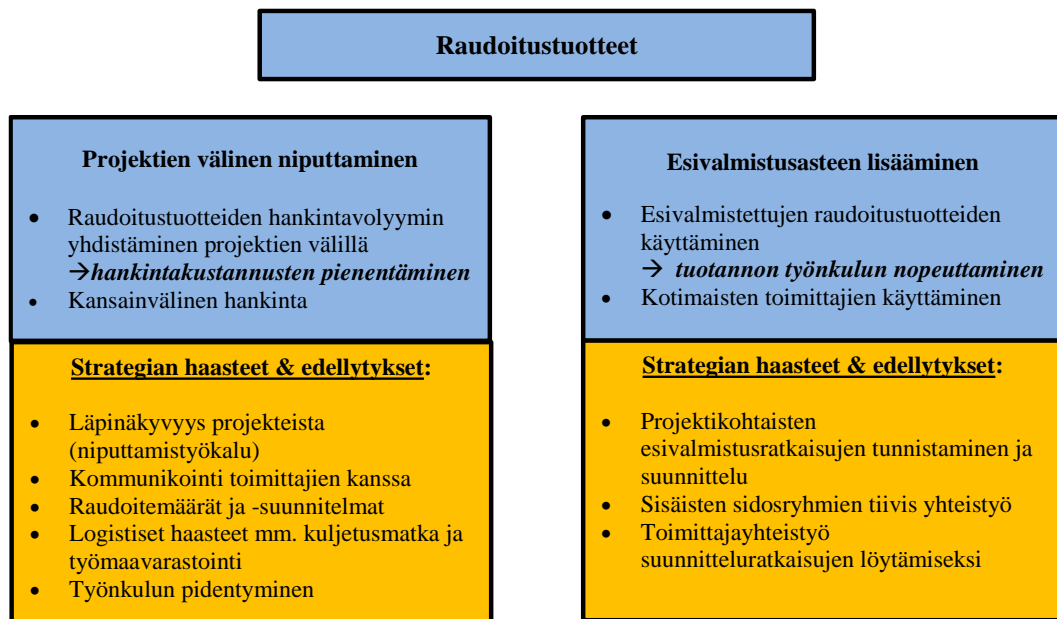 Raudoitustuotteet
Projektien välinen niputtaminen
• Raudoitustuotteiden hankintavolyymin
yhdistäminen projektien välillä
→hankintakustannusten pienentäminen
• Kansainvälinen hankinta
Strategian haasteet & edellytykset:
• Läpinäkyvyys projekteista
(niputtamistyökalu)
• Kommunikointi toimittajien kanssa
• Raudoitemäärät ja -suunnitelmat
• Logistiset haasteet mm. kuljetusmatka ja
työmaavarastointi
• Työnkulun pidentyminen
Esivalmistusasteen lisääminen
• Esivalmistettujen raudoitustuotteiden
käyttäminen
→ tuotannon työnkulun nopeuttaminen
• Kotimaisten toimittajien käyttäminen
Strategian haasteet & edellytykset:
• Projektikohtaisten
esivalmistusratkaisujen tunnistaminen ja
suunnittelu
• Sisäisten sidosryhmien tiivis yhteistyö
• Toimittajayhteistyö
suunnitteluratkaisujen löytämiseksi